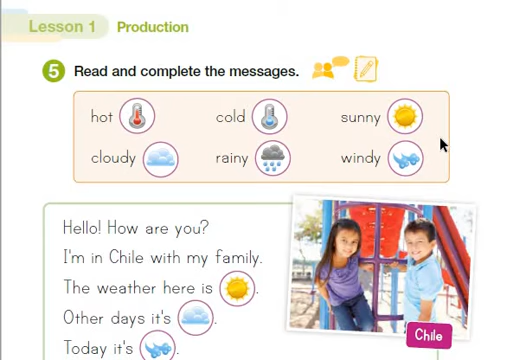 Lesson 1 Production
5 Read and complete the messages.
hot cold sunny
cloudy rainy windy
Hello! How are you?
I'm in Chile with my family.
The weather here is .
Other days it's .
Today it's .
Chile